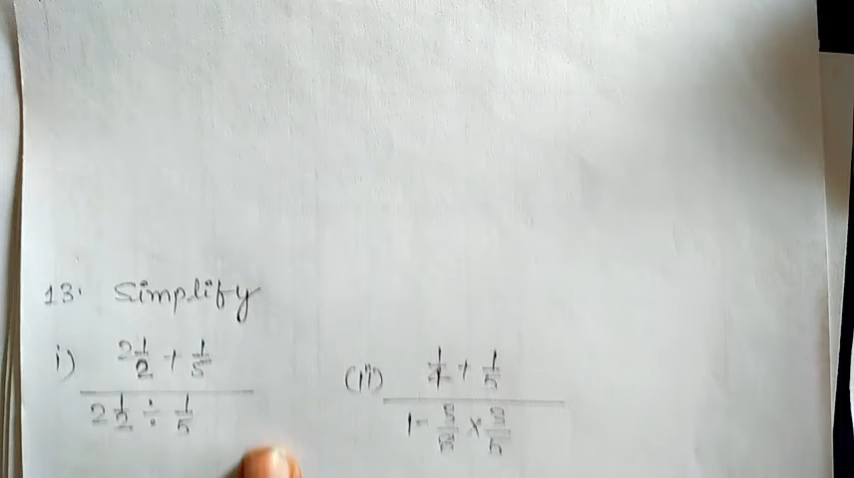 13. Simplify
i) 2 1/2 + 1/5
2 1/2 ÷ 1/5
(ii) 1/4 + 1/5
1 - 3/8 × 3/5